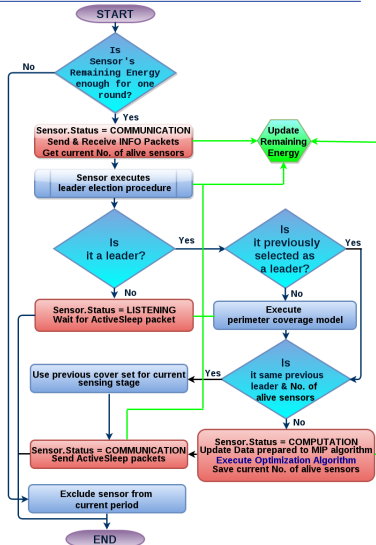 START
Is
Sensor's
Remaining Energy
enough for one
round?
No
Yes
Sensor.Status = COMMUNICATION
Send & Receive INFO Packets
Get current No. of alive sensors
Update
Remaining
Energy
Sensor executes
leader election procedure
Is
it a leader?
Yes
Is
it previously
selected as
a leader?
Yes
No
No
Sensor.Status = LISTENING
Wait for ActiveSleep packet
Execute
perimeter coverage model
Is
it same previous
leader & No. of
alive sensors
Yes
Use previous cover set for current
sensing stage
No
Sensor.Status = COMMUNICATION
Send ActiveSleep packets
Sensor.Status = COMPUTATION
Update Data prepared to MIP algorithm
Execute Optimization Algorithm
Save current No. of alive sensors
Exclude sensor from
current period
END